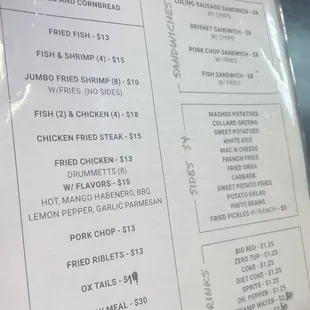 AND CORNBREAD
FRIED FISH - $13
FISH & SHRIMP (4) - $15
JUMBO FRIED SHRIMP (8) - $10
W/FRIES (NO SIDES)
FISH (2) & CHICKEN (4) - $18
CHICKEN FRIED STEAK - $15
FRIED CHICKEN - $13
DRUMMETTS (8)
W/ FLAVORS - $15
HOT, MANGO HABENERO, BBQ
LEMON PEPPER, GARLIC PARMESAN
PORK CHOP - $13
FRIED RIBLETS - $13
OX TAILS - $19
MEAL - $30
SANDWICHES
LULING SAUSAGE SANDWICH - $8
W/ CHIPS
BRISKET SANDWICH - $8
W/ CHIPS
PORK CHOP SANDWICH - $8
W/ FRIES
FISH SANDWICH - $8
W/ FRIES
SIDES $4
MASHED POTATOES
COLLARD GREENS
SWEET POTATOES
WHITE RICE
MAC N CHEESE
FRENCH FRIES
FRIED OKRA
CABBAGE
SWEET POTATO FRIES
POTATO SALAD
PINTO BEANS
FRIED PICKLES W/RANCH - $8
DRINKS
BIG RED - $1.25
ZERO 7UP - $1.25
COKE - $1.25
DIET COKE - $1.25
SPRITE - $1.25
DR. PEPPER - $1.25
WATER -